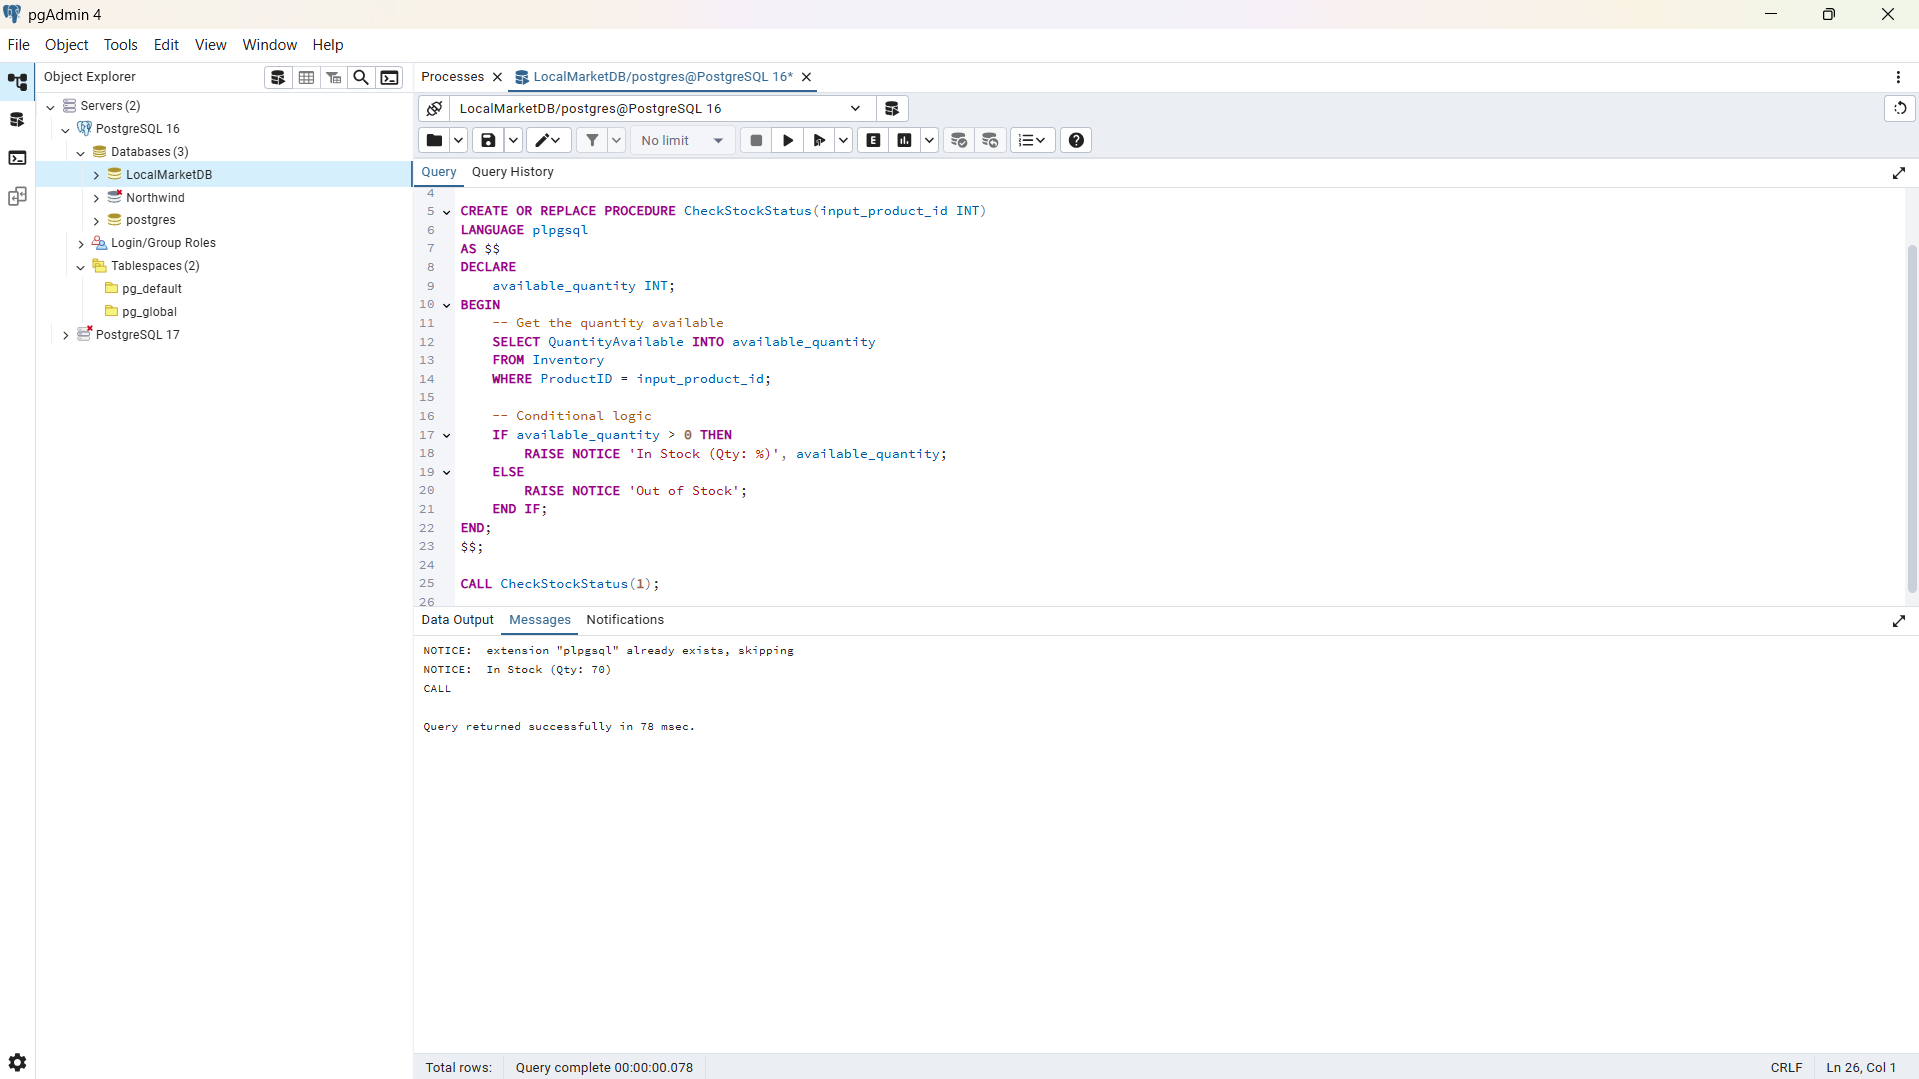 pgAdmin 4
File Object Tools Edit View Window Help
Object Explorer
Servers (2)
PostgreSQL 16
Databases (3)
LocalMarketDB
Northwind
postgres
Login/Group Roles
Tablespaces (2)
pg_default
pg_global
PostgreSQL 17
Processes LocalMarketDB/postgres@PostgreSQL 16*
LocalMarketDB/postgres@PostgreSQL 16
No limit E
Query Query History
4
5 CREATE OR REPLACE PROCEDURE CheckStockStatus(input_product_id INT)
6 LANGUAGE plpgsql
7 AS $$
8 DECLARE
9 available_quantity INT;
10 BEGIN
11 -- Get the quantity available
12 SELECT QuantityAvailable INTO available_quantity
13 FROM Inventory
14 WHERE ProductID = input_product_id;
15
16 -- Conditional logic
17 IF available_quantity > 0 THEN
18 RAISE NOTICE 'In Stock (Qty: %)', available_quantity;
19 ELSE
20 RAISE NOTICE 'Out of Stock';
21 END IF;
22 END;
23 $$;
24
25 CALL CheckStockStatus(1);
26
Data Output Messages Notifications
NOTICE: extension "plpgsql" already exists, skipping
NOTICE: In Stock (Qty: 70)
CALL
Query returned successfully in 78 msec.
Total rows: Query complete 00:00:00.078 CRLF Ln 26, Col 1